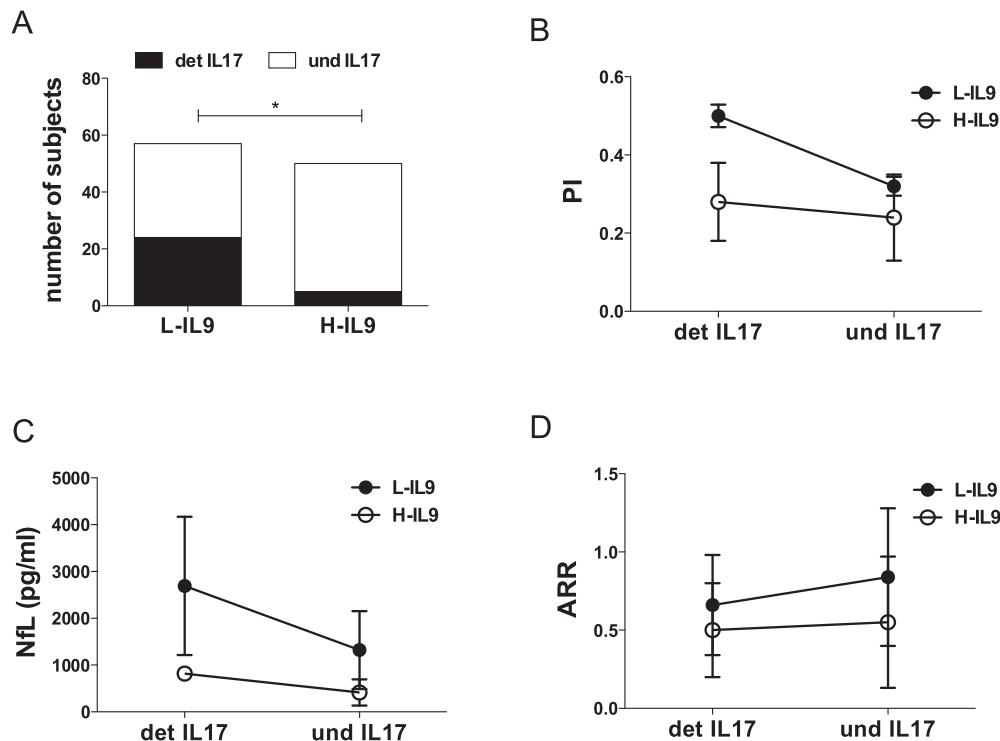 A
det IL17 und IL17
80
60
40
20
0
*
number of subjects
L-IL9 H-IL9
B
L-IL9
H-IL9
0.6
0.4
0.2
0.0
PI
det IL17 und IL17
C
L-IL9
H-IL9
5000
4000
3000
2000
1000
0
NfL (pg/ml)
det IL17 und IL17
D
L-IL9
H-IL9
1.5
1.0
0.5
0.0
ARR
det IL17 und IL17